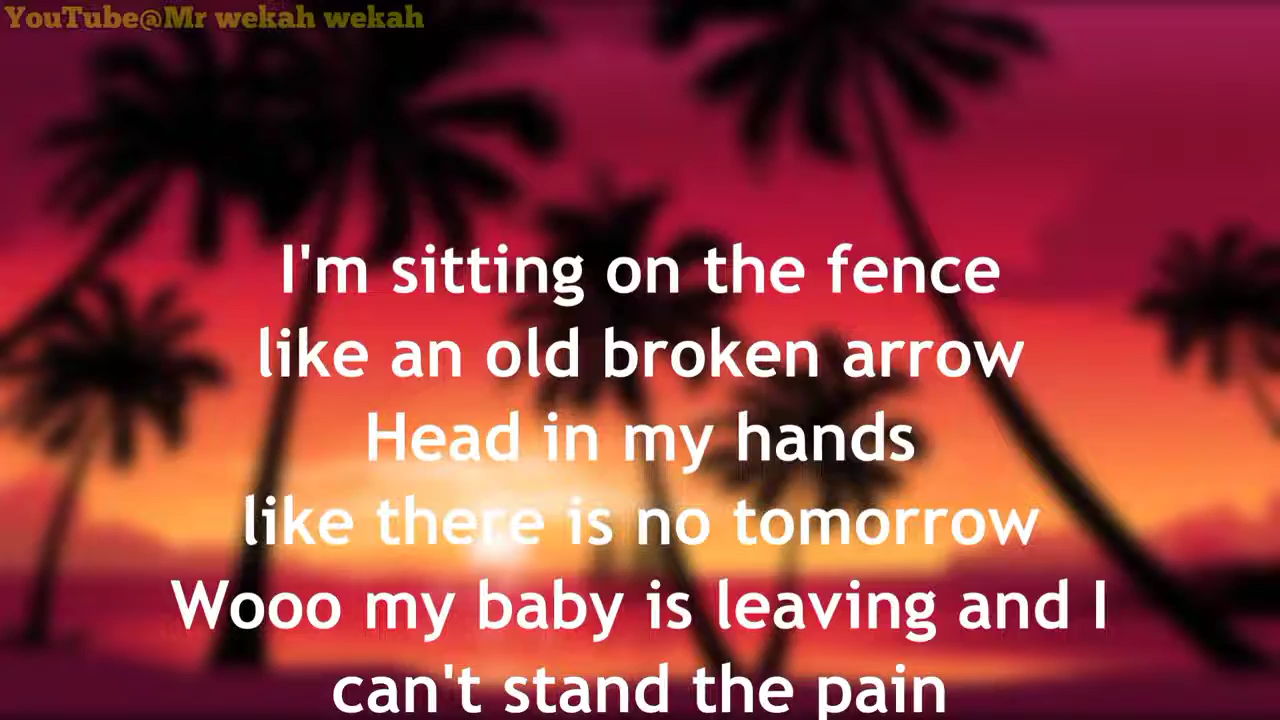 YouTube@Mr wekah wekah
I'm sitting on the fence
like an old broken arrow
Head in my hands
like there is no tomorrow
Wooo my baby is leaving and I
can't stand the pain